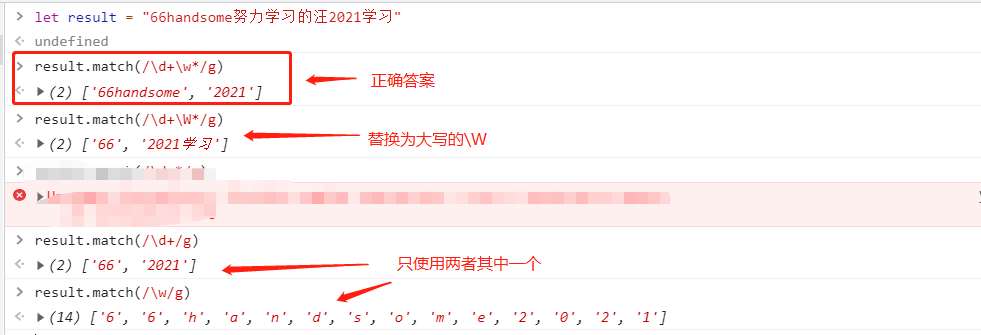 > let result = "66handsome努力学习的汪2021学习"
undefined
> result.match(/\d+\w*/g)
(2) ['66handsome', '2021']
正确答案
> result.match(/\d+\W*/g)
(2) ['66', '2021学习']
替换为大写的\W
> result.match(/\d+/g)
(2) ['66', '2021']
只使用两者其中一个
> result.match(/\w/g)
(14) ['6', '6', 'h', 'a', 'n', 'd', 's', 'o', 'm', 'e', '2', '0', '2', '1']